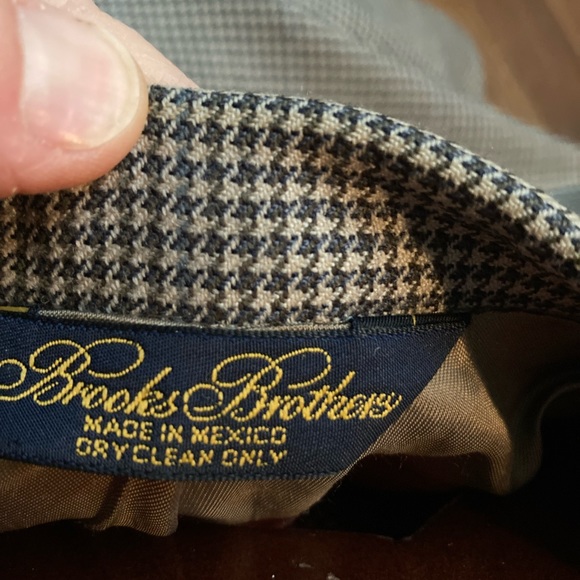 Brooks Brothers
MADE IN MEXICO
DRY CLEAN ONLY